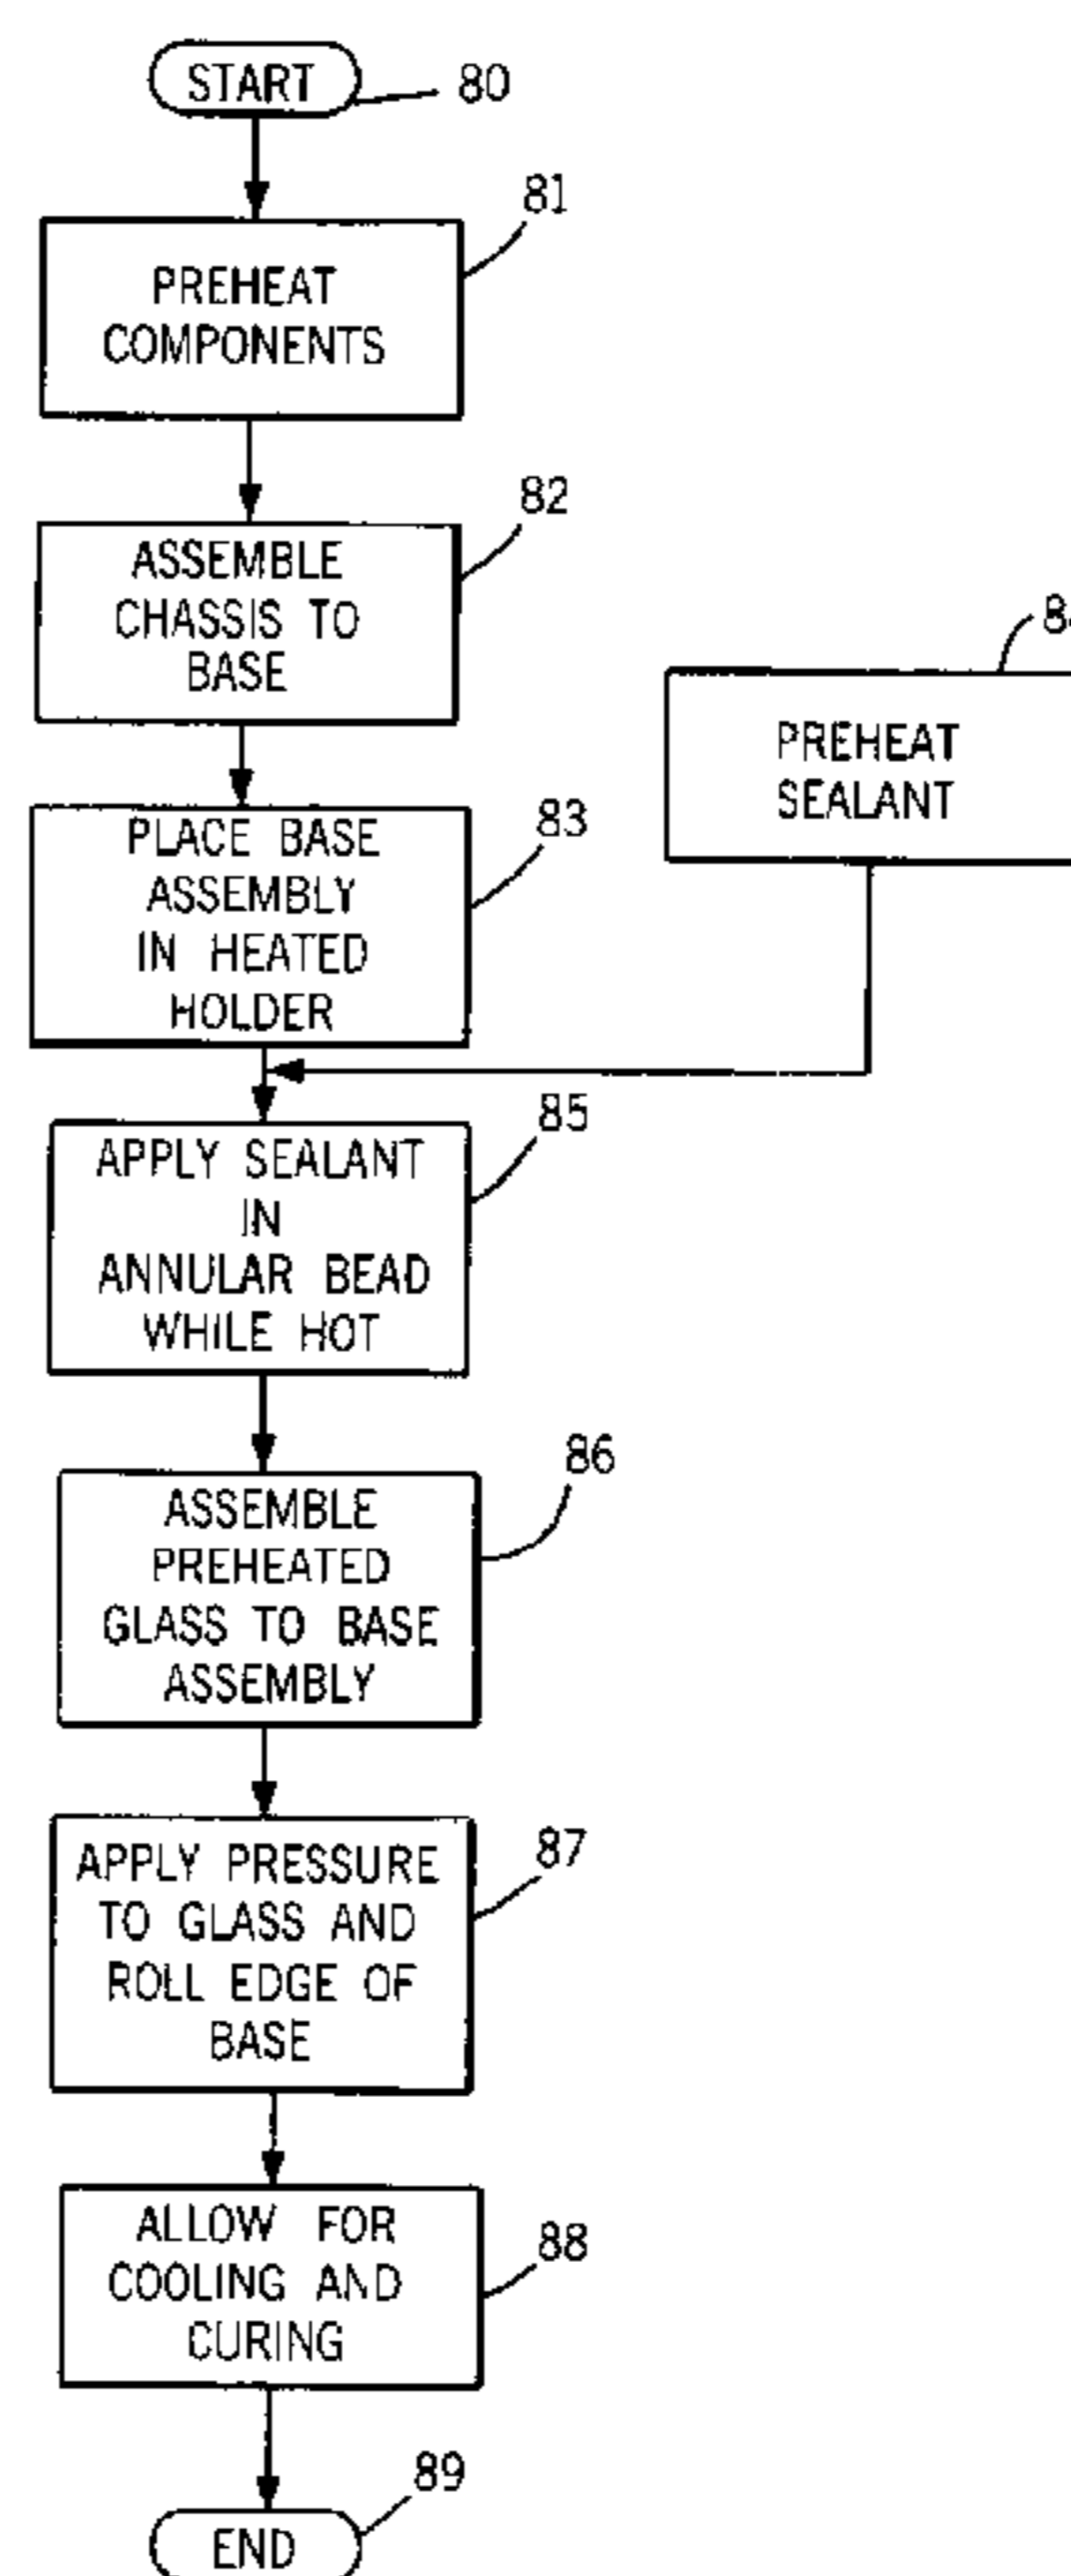 START
80
81
PREHEAT
COMPONENTS
82
ASSEMBLE
CHASSIS TO
BASE
PREHEAT
SEALANT
83
PLACE BASE
ASSEMBLY
IN HEATED
HOLDER
85
APPLY SEALANT
IN
ANNULAR BEAD
WHILE HOT
86
ASSEMBLE
PREHEATED
GLASS TO BASE
ASSEMBLY
87
APPLY PRESSURE
TO GLASS AND
ROLL EDGE OF
BASE
88
ALLOW FOR
COOLING AND
CURING
89
END